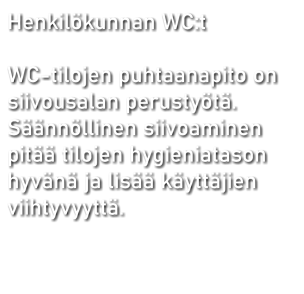 Henkilökunnan WC:t
WC-tilojen puhtaanapito on
siivousalan perustyötä.
Säännöllinen siivoaminen
pitää tilojen hygieniatason
hyvänä ja lisää käyttäjien
viihtyvyyttä.